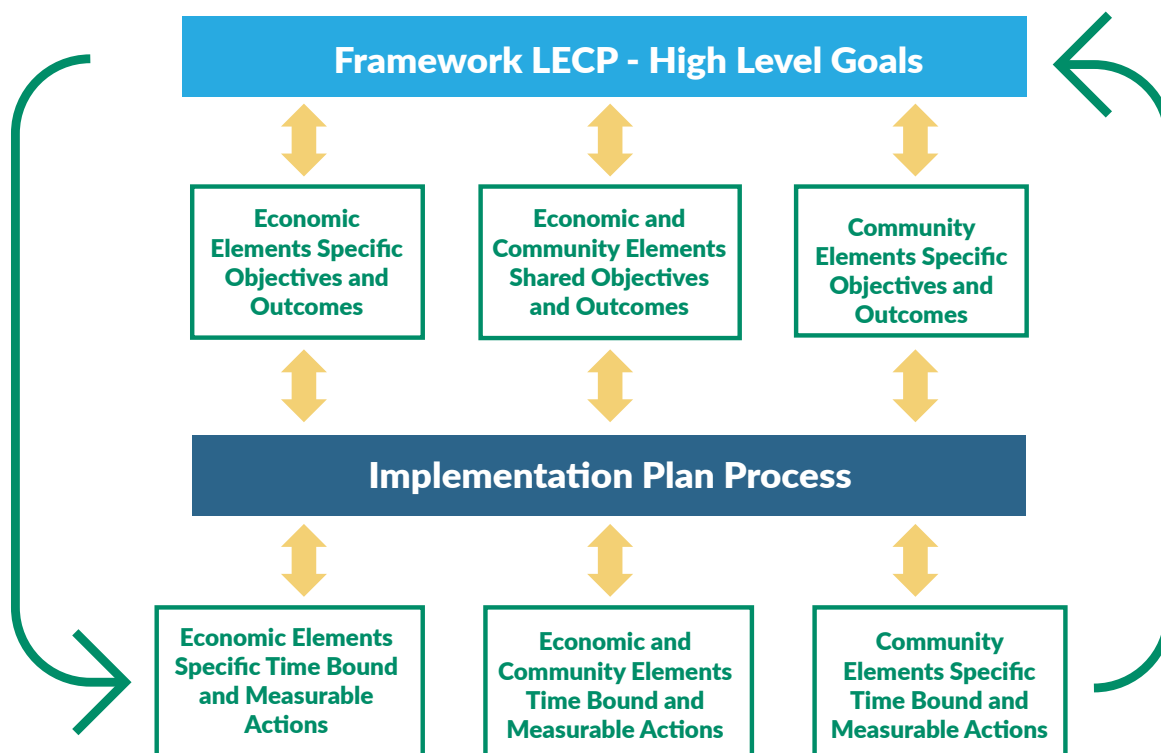 Framework LECP - High Level Goals
Economic
Elements Specific
Objectives and
Outcomes
Economic and
Community Elements
Shared Objectives
and Outcomes
Community
Elements Specific
Objectives and
Outcomes
Implementation Plan Process
Economic Elements
Specific Time Bound
and Measurable
Actions
Economic and
Community Elements
Time Bound and
Measurable Actions
Community
Elements Specific
Time Bound and
Measurable Actions